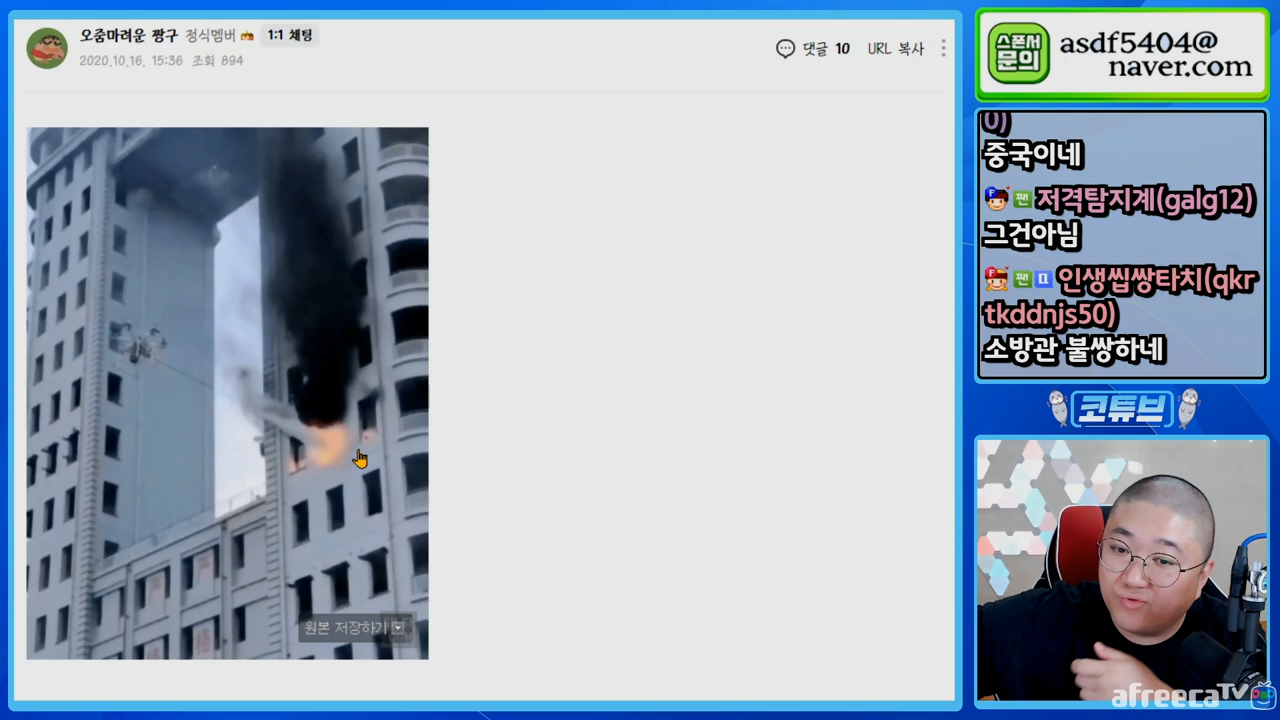 오줌마려운 짱구 정식멤버 1:1 채팅
2020.10.16. 15:36 조회 894
댓글 10 URL 복사
원본 저장하기
스폰서
문의
asdf5404@
naver.com
0)
중국이네
F 팬 저격탐지계(galg12)
그건아님
F 팬 인생씹쌍타치(qkr
tkddnjs50)
소방관 불쌍하네
코튜브
afreecaTV